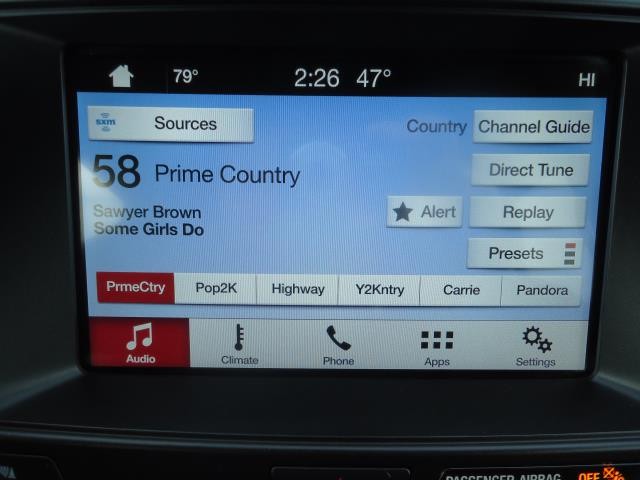 79° 2:26 47° HI
sxm Sources Country Channel Guide
58 Prime Country Direct Tune
Sawyer Brown Alert Replay
Some Girls Do
Presets
PrmeCtry Pop2K Highway Y2Kntry Carrie Pandora
Audio Climate Phone Apps Settings
PASSENGER AIRBAG OFF